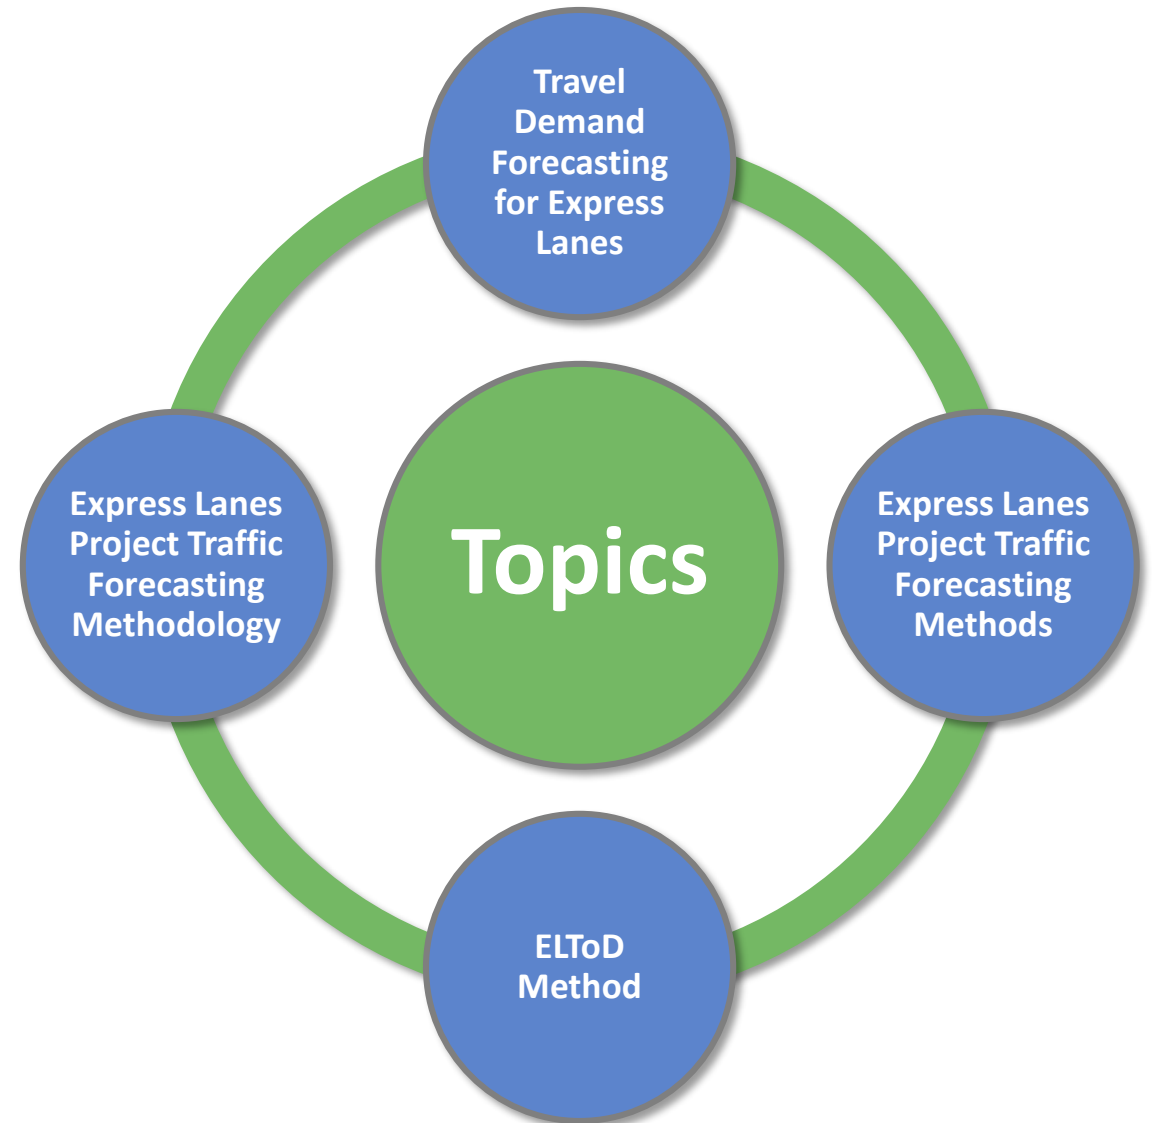 Travel
Demand
Forecasting
for Express
Lanes
Express Lanes
Project Traffic
Forecasting
Methodology
Topics
Express Lanes
Project Traffic
Forecasting
Methods
ELToD
Method